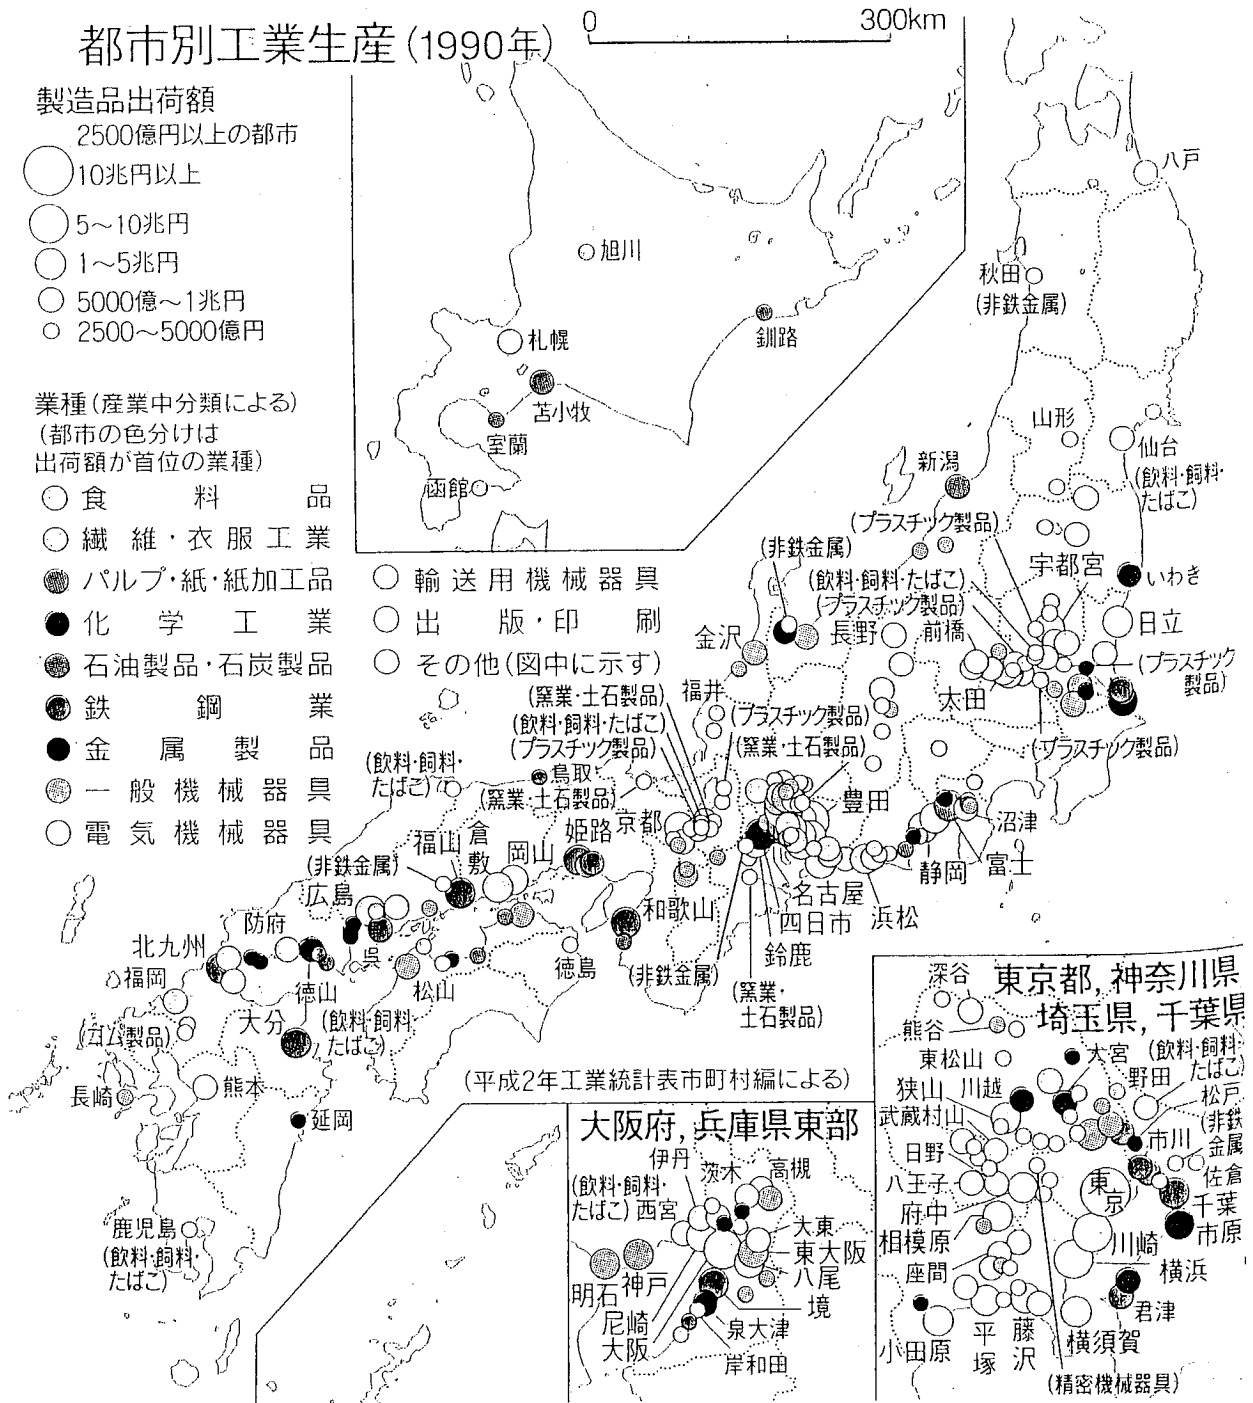 都市別工業生産(1990年)
0 300km
製造品出荷額
2500億円以上の都市
10兆円以上
5〜10兆円
1〜5兆円
5000億〜1兆円
2500〜5000億円
業種(産業中分類による)
(都市の色分けは
出荷額が首位の業種)
食料品
繊維・衣服工業
パルプ・紙・紙加工品
化学工業
石油製品・石炭製品
鉄鋼業
金属製品
一般機械器具
電気機械器具
輸送用機械器具
出版・印刷
その他(図中に示す)
旭川
札幌
釧路
苫小牧
室蘭
函館
八戸
秋田
(非鉄金属)
山形
仙台
(飲料・飼料・
たばこ)
新潟
(プラスチック製品)
(非鉄金属)
宇都宮
いわき
(飲料・飼料・たばこ)
(プラスチック製品)
金沢
長野
前橋
日立
(プラスチック
製品)
福井
太田
(窯業・土石製品)
(飲料・飼料・たばこ)
(プラスチック製品)
(プラスチック製品)
(窯業・土石製品)
(プラスチック製品)
(飲料・飼料・
たばこ)
鳥取
(窯業・土石製品)
京都
豊田
沼津
富士
静岡
浜松
名古屋
四日市
鈴鹿
姫路
岡山
倉敷
福山
(非鉄金属)
広島
和歌山
(非鉄金属)
(窯業・
土石製品)
防府
北九州
呉
徳島
福岡
徳山
松山
大分
(飲料・飼料・
たばこ)
(ゴム製品)
長崎
熊本
延岡
鹿児島
(飲料・飼料・
たばこ)
(平成2年工業統計表市町村編による)
大阪府,兵庫県東部
伊丹
茨木
高槻
(飲料・飼料・
たばこ)
西宮
大東
東大阪
八尾
明石
神戸
境
尼崎
大阪
泉大津
岸和田
東京都,神奈川県
埼玉県,千葉県
深谷
熊谷
東松山
大宮
(飲料・飼料・
たばこ)
狭山
川越
野田
松戸
武蔵村山
(非鉄
金属
市川
日野
八王子
東京
佐倉
府中
千葉
相模原
市原
川崎
座間
横浜
君津
小田原
平塚
藤沢
横須賀
(精密機械器具)